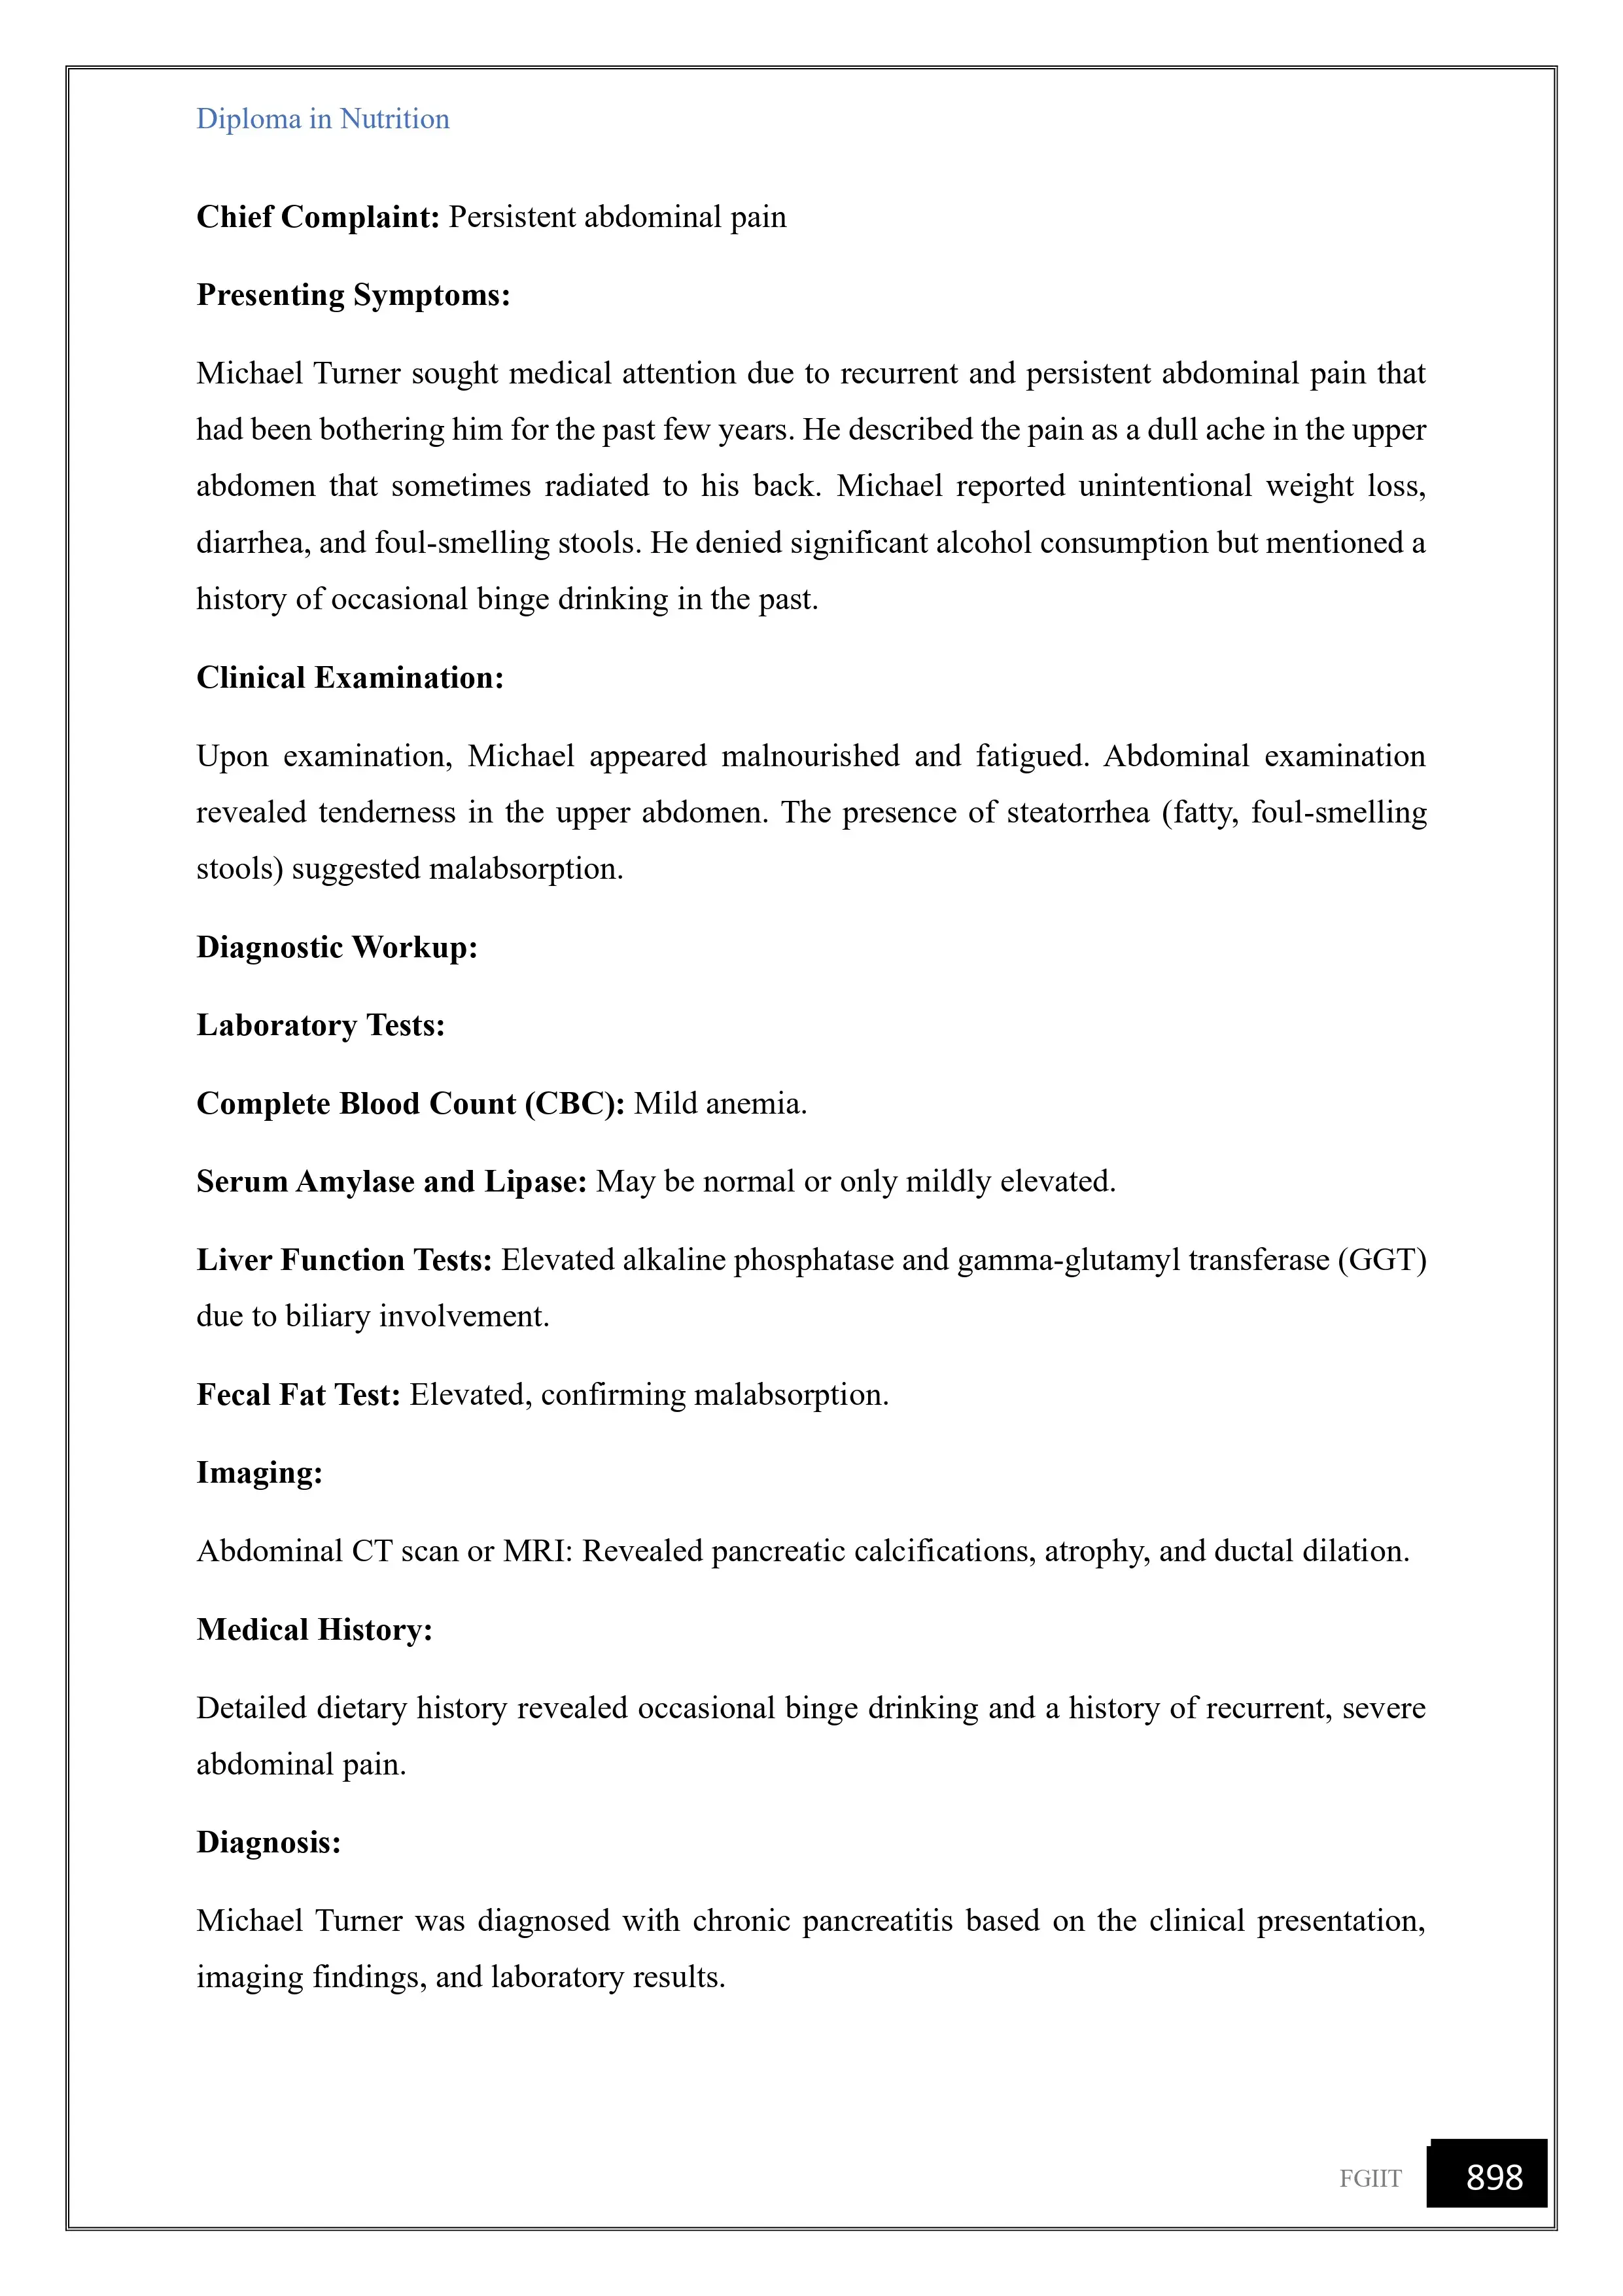 Diploma in Nutrition
Chief Complaint: Persistent abdominal pain
Presenting Symptoms:
Michael Turner sought medical attention due to recurrent and persistent abdominal pain that
had been bothering him for the past few years. He described the pain as a dull ache in the upper
abdomen that sometimes radiated to his back. Michael reported unintentional weight loss,
diarrhea, and foul-smelling stools. He denied significant alcohol consumption but mentioned a
history of occasional binge drinking in the past.
Clinical Examination:
Upon examination, Michael appeared malnourished and fatigued. Abdominal examination
revealed tenderness in the upper abdomen. The presence of steatorrhea (fatty, foul-smelling
stools) suggested malabsorption.
Diagnostic Workup:
Laboratory Tests:
Complete Blood Count (CBC): Mild anemia.
Serum Amylase and Lipase: May be normal or only mildly elevated.
Liver Function Tests: Elevated alkaline phosphatase and gamma-glutamyl transferase (GGT)
due to biliary involvement.
Fecal Fat Test: Elevated, confirming malabsorption.
Imaging:
Abdominal CT scan or MRI: Revealed pancreatic calcifications, atrophy, and ductal dilation.
Medical History:
Detailed dietary history revealed occasional binge drinking and a history of recurrent, severe
abdominal pain.
Diagnosis:
Michael Turner was diagnosed with chronic pancreatitis based on the clinical presentation,
imaging findings, and laboratory results.
FGIIT 898